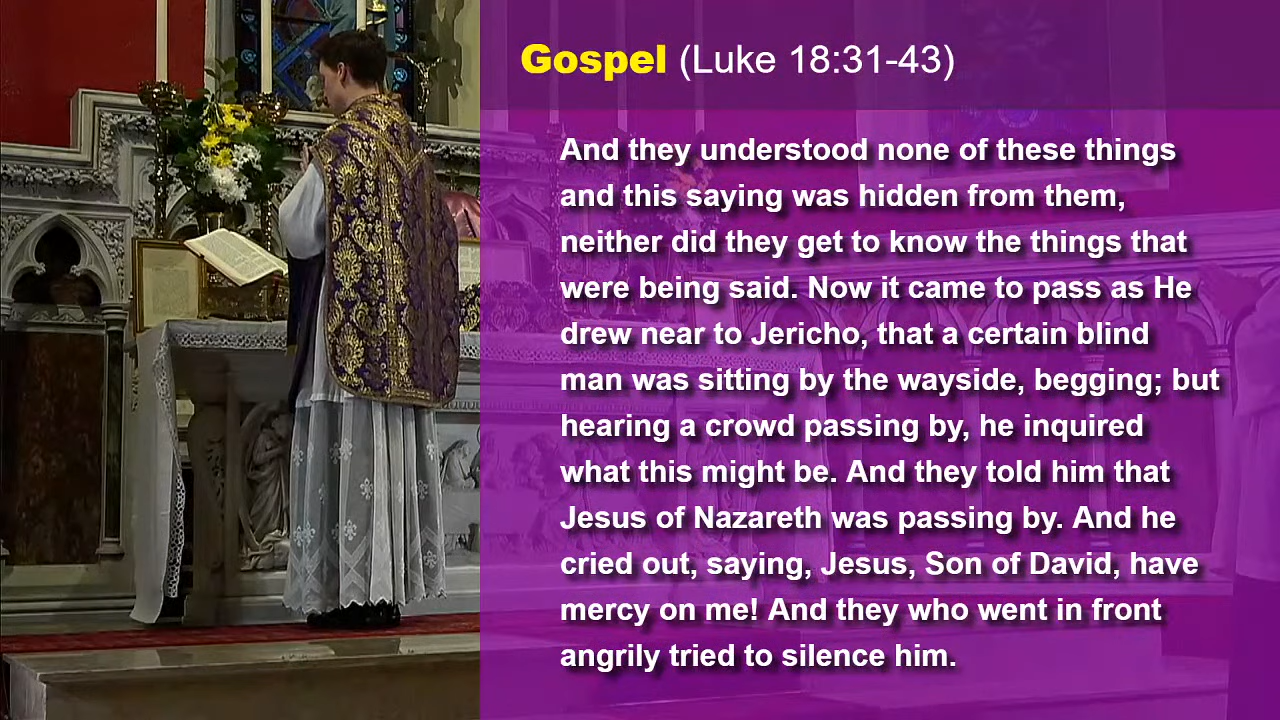 Gospel (Luke 18:31-43)
And they understood none of these things
and this saying was hidden from them,
neither did they get to know the things that
were being said. Now it came to pass as He
drew near to Jericho, that a certain blind
man was sitting by the wayside, begging; but
hearing a crowd passing by, he inquired
what this might be. And they told him that
Jesus of Nazareth was passing by. And he
cried out, saying, Jesus, Son of David, have
mercy on me! And they who went in front
angrily tried to silence him.